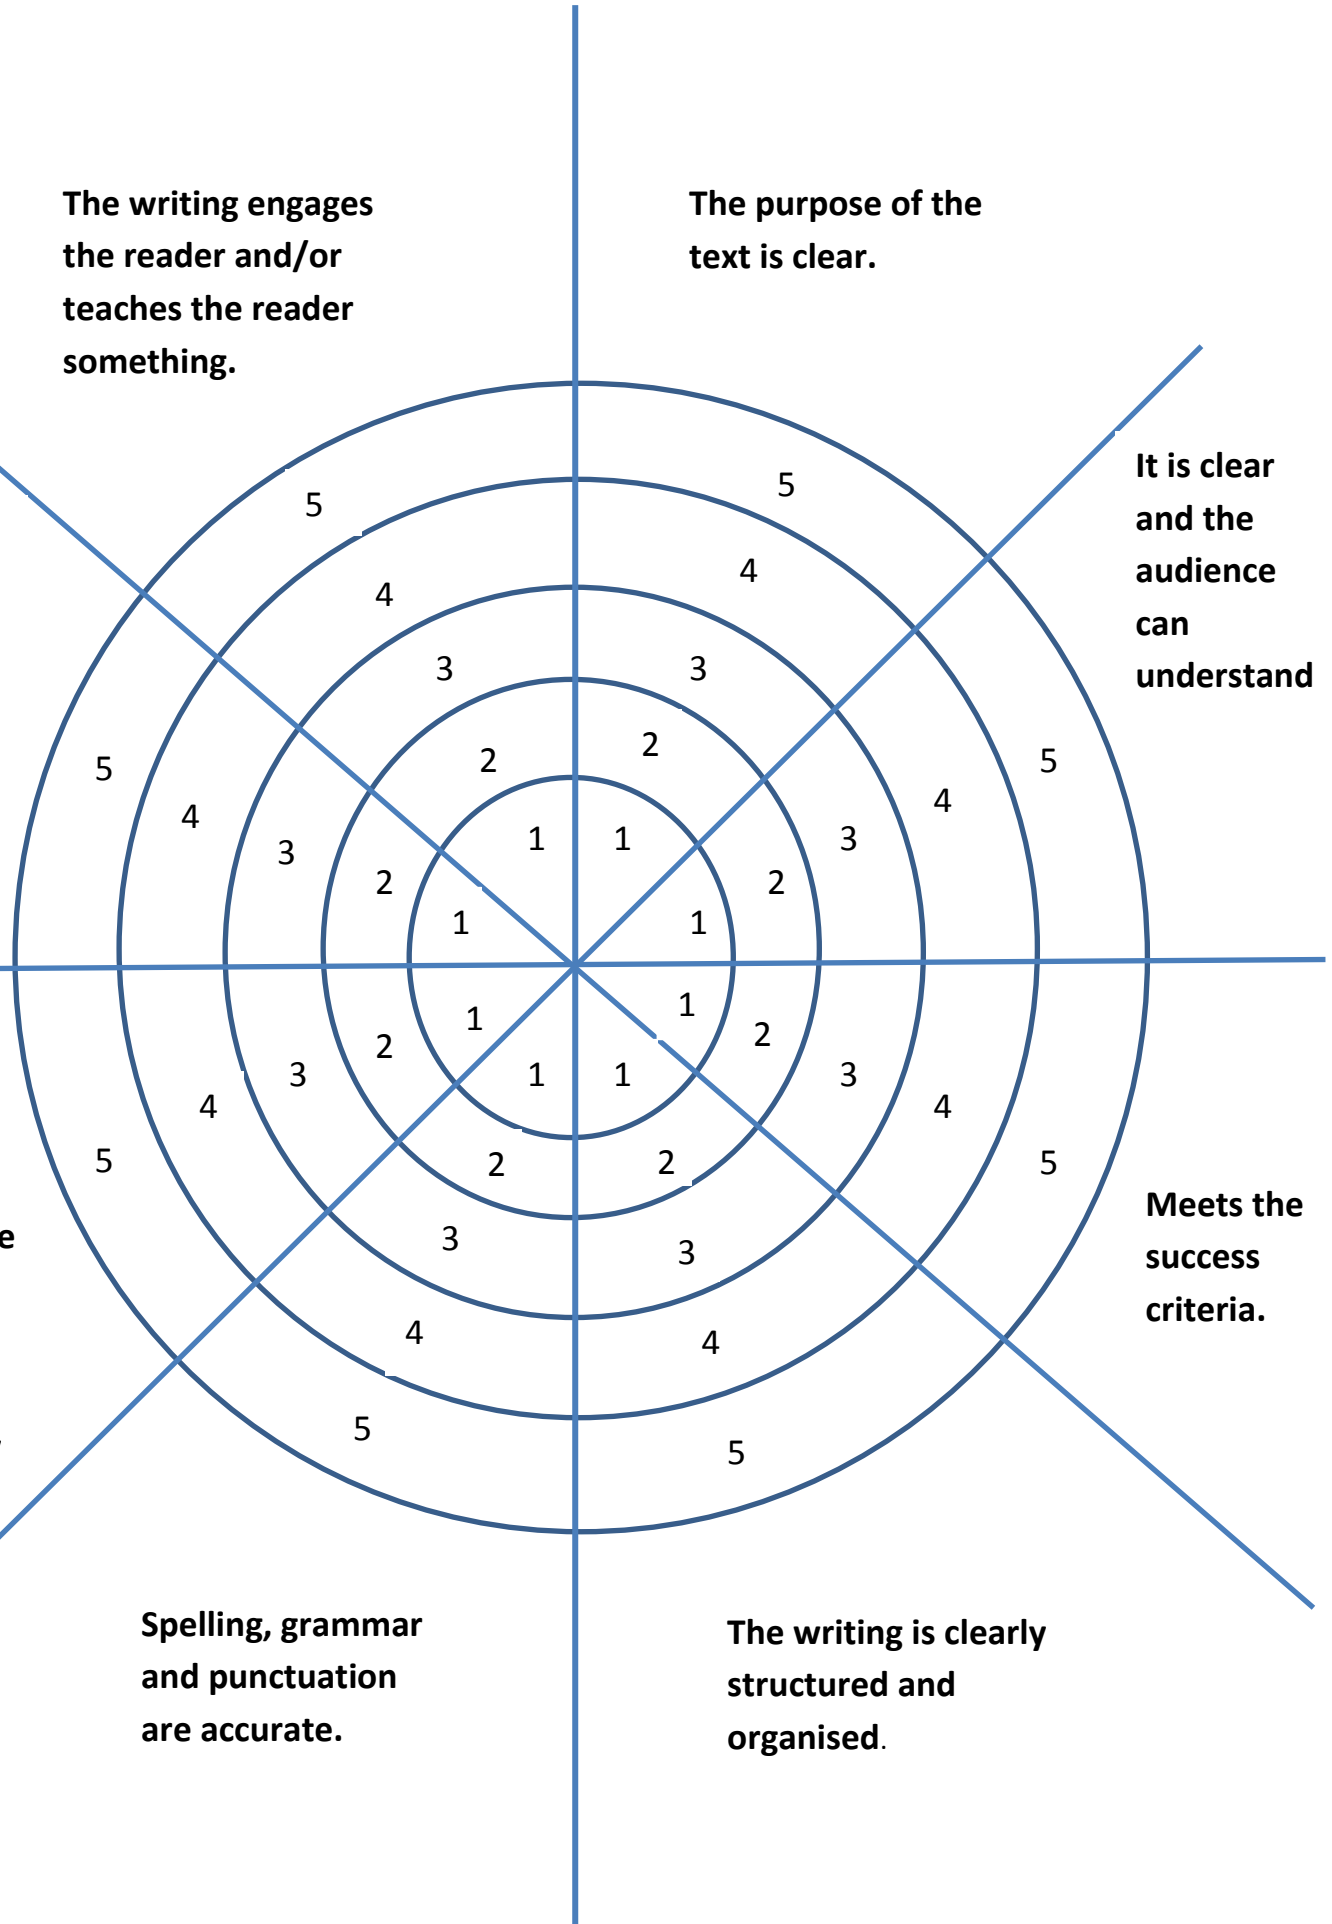 The writing engages
the reader and/or
teaches the reader
something.
The purpose of the
text is clear.
It is clear
and the
audience
can
understand
5
5
4
4
3
3
5
5
2
2
4
4
3
3
1
1
2
2
1
1
1
1
2
2
1
1
3
3
4
4
5
5
2
2
3
3
4
4
5
5
e
Meets the
success
criteria.
Spelling, grammar
and punctuation
are accurate.
The writing is clearly
structured and
organised.